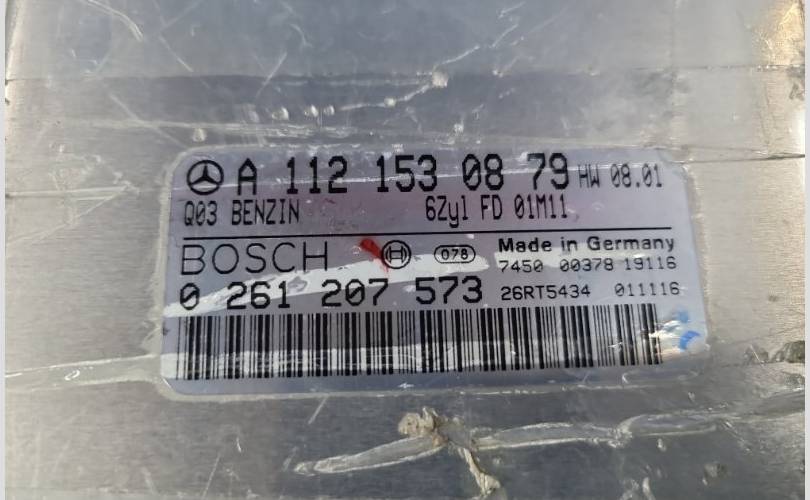 A 112 153 08 79 HW 08.01
Q03 BENZIN 6Zyl FD 01M11
BOSCH 078 Made in Germany
7450 00378 19116
0 261 207 573 26RT5434 011116